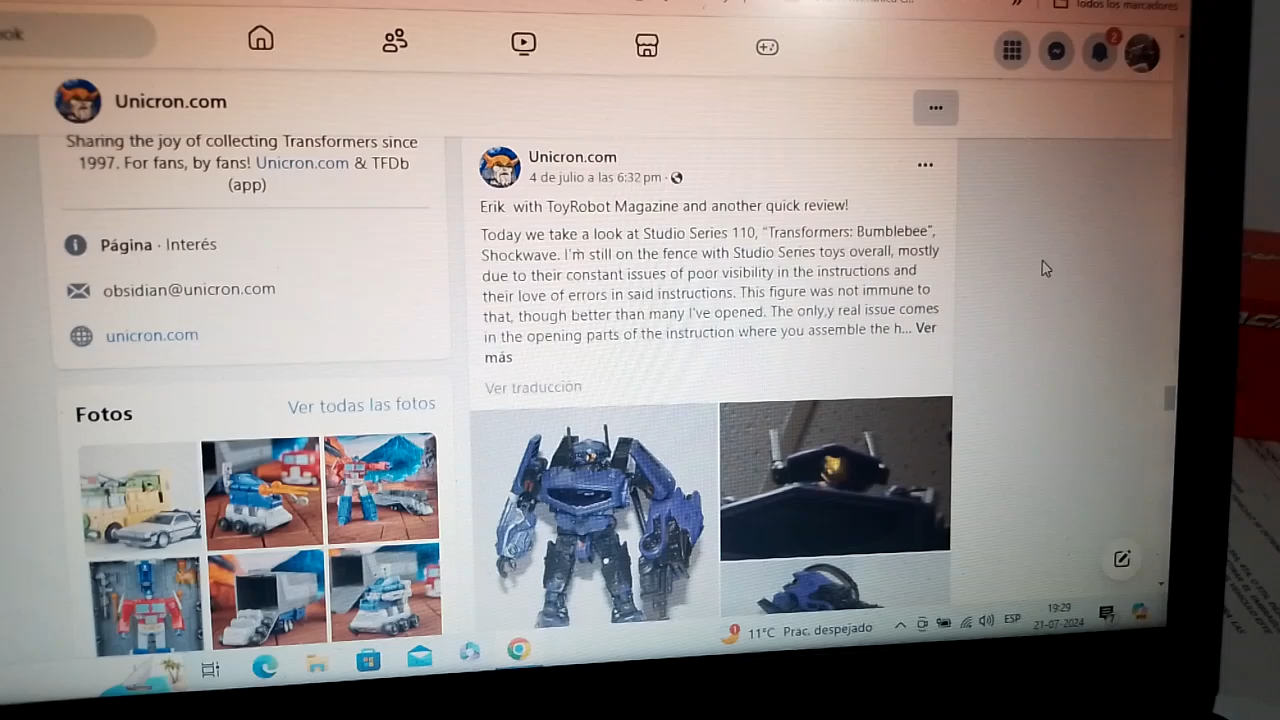 Todos los marcadores
ok
2
Unicron.com
...
Sharing the joy of collecting Transformers since
1997. For fans, by fans! Unicron.com & TFDb
(app)
Página · Interés
obsidian@unicron.com
unicron.com
Fotos
Ver todas las fotos
Unicron.com
...
4 de julio a las 6:32 pm ·
Erik with ToyRobot Magazine and another quick review!
Today we take a look at Studio Series 110, "Transformers: Bumblebee",
Shockwave. I'm still on the fence with Studio Series toys overall, mostly
due to their constant issues of poor visibility in the instructions and
their love of errors in said instructions. This figure was not immune to
that, though better than many I've opened. The only,y real issue comes
in the opening parts of the instruction where you assemble the h... Ver
más
Ver traducción
1
11°C Prac. despejado
ESP
19:29
21-07-2024
7